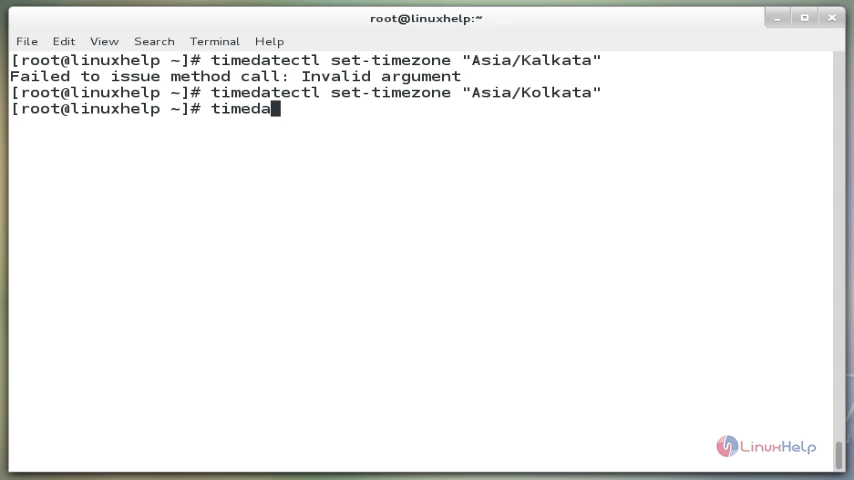 root@linuxhelp:~
File Edit View Search Terminal Help
[root@linuxhelp ~]# timedatectl set-timezone "Asia/Kalkata"
Failed to issue method call: Invalid argument
[root@linuxhelp ~]# timedatectl set-timezone "Asia/Kolkata"
[root@linuxhelp ~]# timeda
LinuxHelp